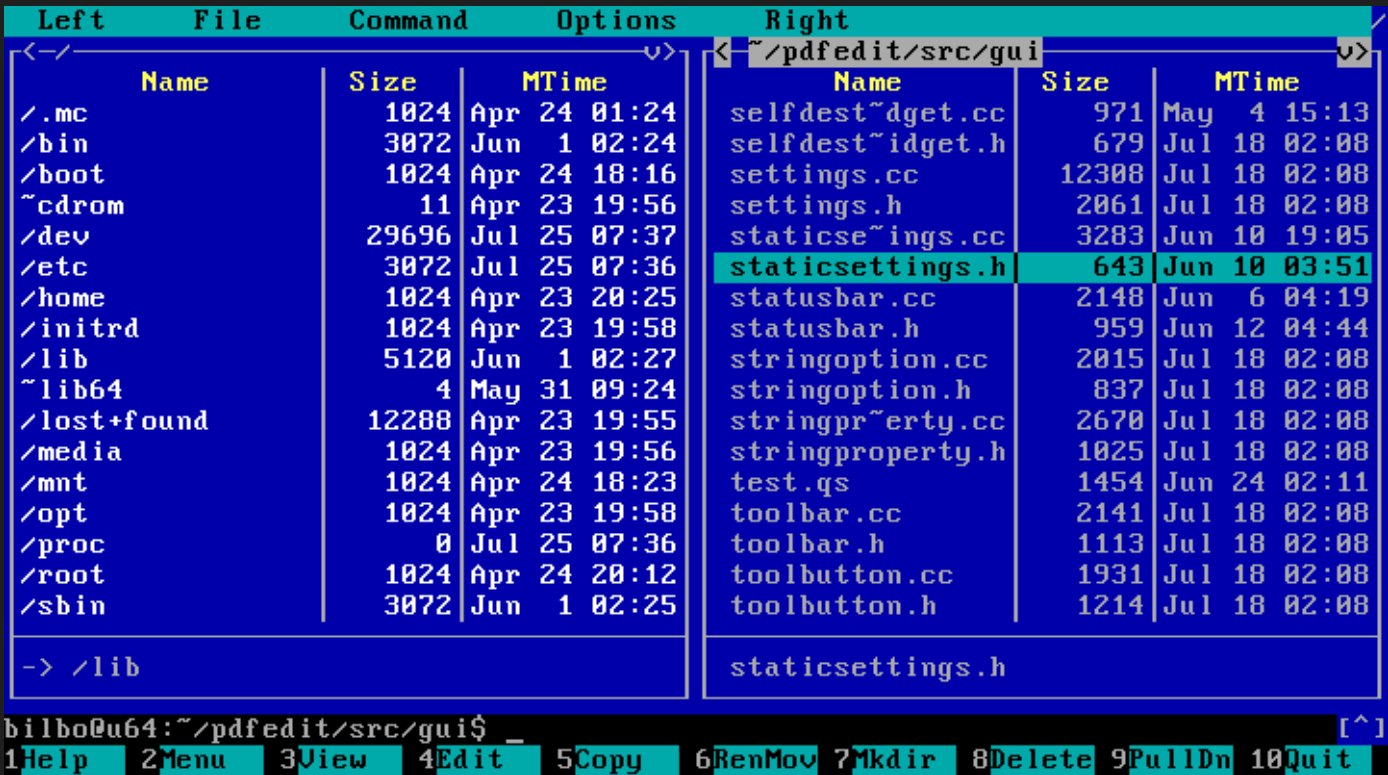 Left File Command Options Right
<─/ v> < ~/pdfedit/src/gui v>
Name Size MTime Name Size MTime
/.mc 1024 Apr 24 01:24 selfdest~dget.cc 971 May 4 15:13
/bin 3072 Jun 1 02:24 selfdest~idget.h 679 Jul 18 02:08
/boot 1024 Apr 24 18:16 settings.cc 12308 Jul 18 02:08
~cdrom 11 Apr 23 19:56 settings.h 2061 Jul 18 02:08
/dev 29696 Jul 25 07:37 staticse~ings.cc 3283 Jun 10 19:05
/etc 3072 Jul 25 07:36 staticsettings.h 643 Jun 10 03:51
/home 1024 Apr 23 20:25 statusbar.cc 2148 Jun 6 04:19
/initrd 1024 Apr 23 19:58 statusbar.h 959 Jun 12 04:44
/lib 5120 Jun 1 02:27 stringoption.cc 2015 Jul 18 02:08
~lib64 4 May 31 09:24 stringoption.h 837 Jul 18 02:08
/lost+found 12288 Apr 23 19:55 stringpr~erty.cc 2670 Jul 18 02:08
/media 1024 Apr 23 19:56 stringproperty.h 1025 Jul 18 02:08
/mnt 1024 Apr 24 18:23 test.qs 1454 Jun 24 02:11
/opt 1024 Apr 23 19:58 toolbar.cc 2141 Jul 18 02:08
/proc 0 Jul 25 07:36 toolbar.h 1113 Jul 18 02:08
/root 1024 Apr 24 20:12 toolbutton.cc 1931 Jul 18 02:08
/sbin 3072 Jun 1 02:25 toolbutton.h 1214 Jul 18 02:08
-> /lib staticsettings.h
bilbo@u64:~/pdfedit/src/gui$ _ [^]
1Help 2Menu 3View 4Edit 5Copy 6RenMov 7Mkdir 8Delete 9PullDn 10Quit